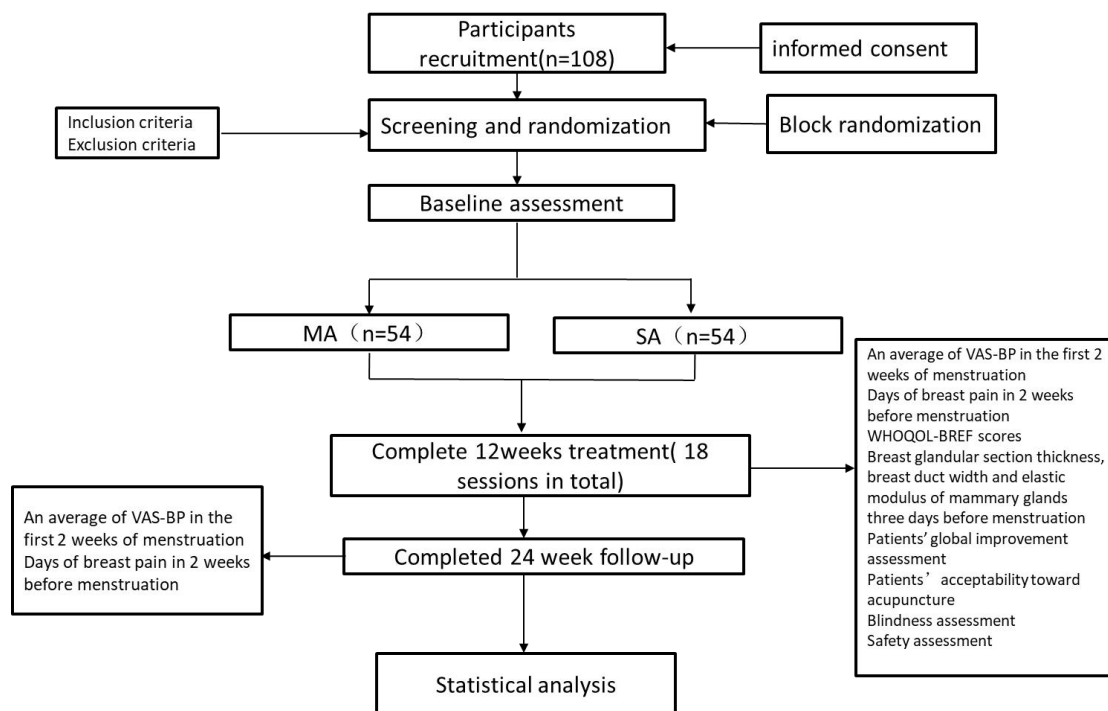 Participants
recruitment(n=108)
informed consent
Inclusion criteria
Exclusion criteria
Screening and randomization
Block randomization
Baseline assessment
MA（n=54）
SA（n=54）
Complete 12weeks treatment( 18
sessions in total)
An average of VAS-BP in the first 2
weeks of menstruation
Days of breast pain in 2 weeks
before menstruation
WHOQOL-BREF scores
Breast glandular section thickness,
breast duct width and elastic
modulus of mammary glands
three days before menstruation
Patients’ global improvement
assessment
Patients’ acceptability toward
acupuncture
Blindness assessment
Safety assessment
An average of VAS-BP in the
first 2 weeks of menstruation
Days of breast pain in 2 weeks
before menstruation
Completed 24 week follow-up
Statistical analysis